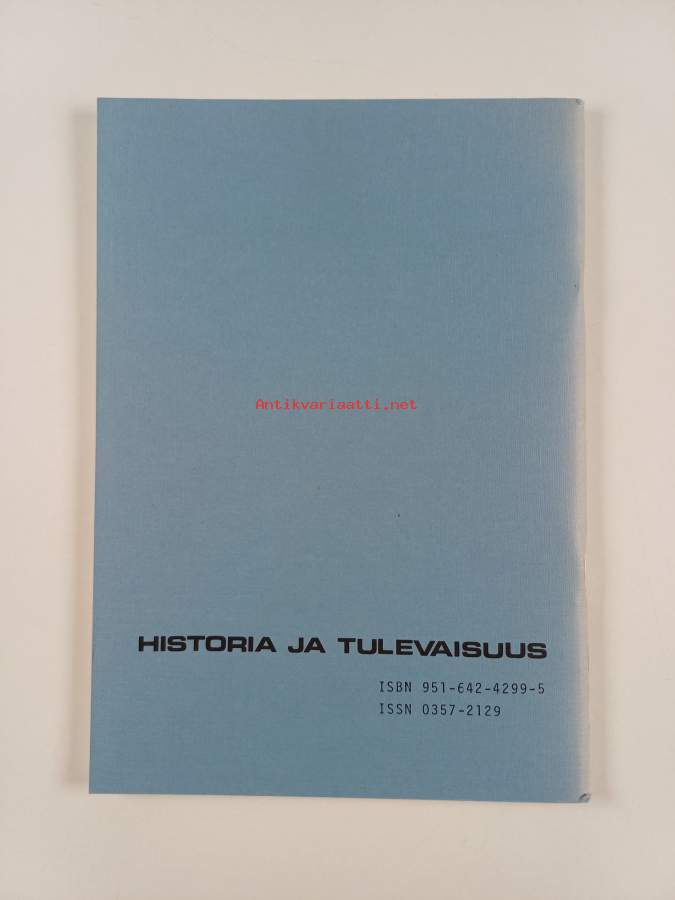 Antikvariaatti.net
HISTORIA JA TULEVAISUUS
ISBN 951-642-4299-5
ISSN 0357-2129